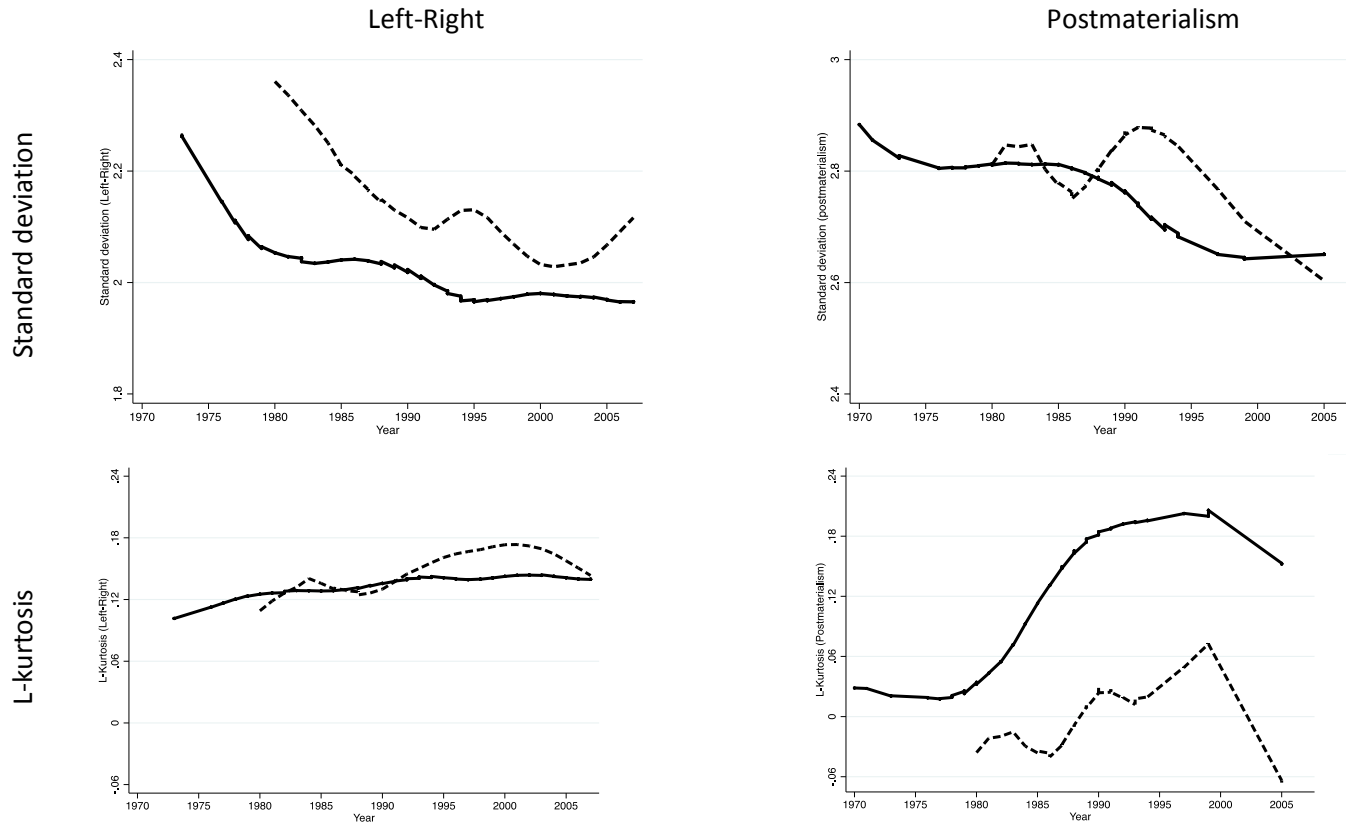 Left-Right
Postmaterialism
Standard deviation
Standard deviation (Left-Right)
2.4
2.2
2
1.8
1970 1975 1980 1985 1990 1995 2000 2005
Year
Standard deviation (postmaterialism)
3
2.8
2.6
2.4
1970 1975 1980 1985 1990 1995 2000 2005
Year
L-kurtosis
L-Kurtosis (Left-Right)
.24
.18
.12
.06
0
-.06
1970 1975 1980 1985 1990 1995 2000 2005
Year
L-Kurtosis (Postmaterialism)
.24
.18
.12
.06
0
-.06
1970 1975 1980 1985 1990 1995 2000 2005
Year